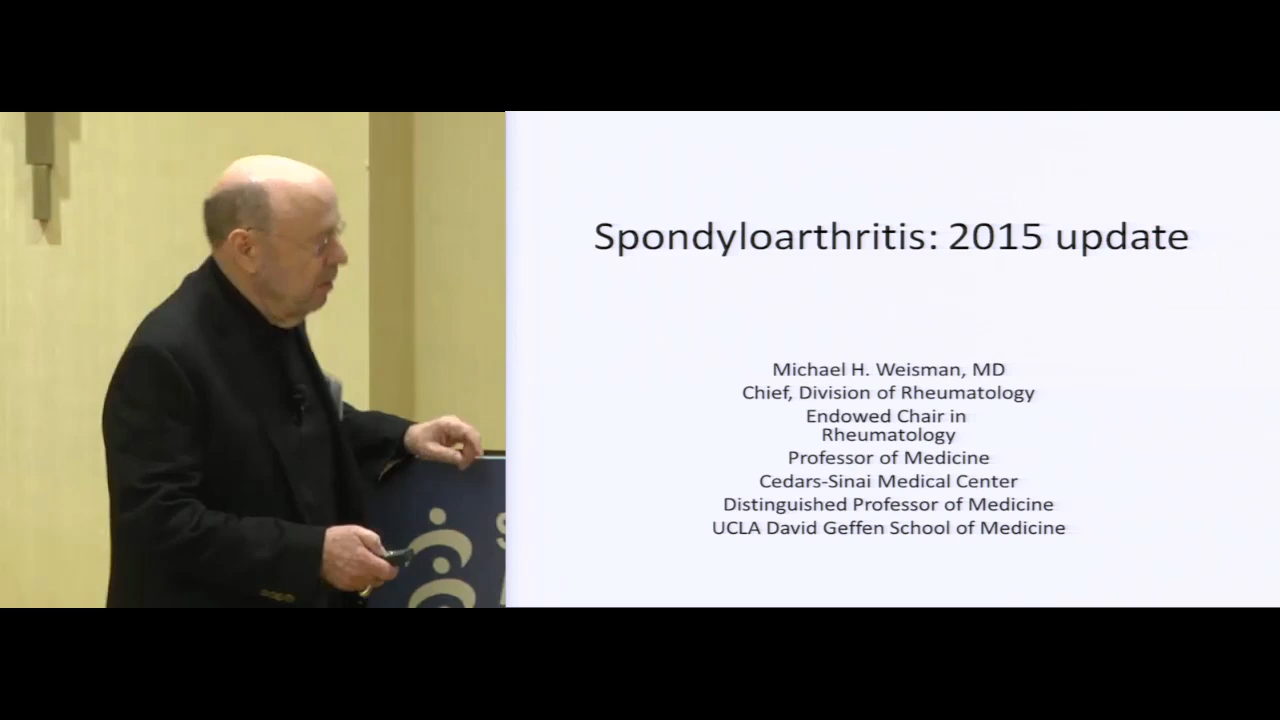 Spondyloarthritis: 2015 update
Michael H. Weisman, MD
Chief, Division of Rheumatology
Endowed Chair in
Rheumatology
Professor of Medicine
Cedars-Sinai Medical Center
Distinguished Professor of Medicine
UCLA David Geffen School of Medicine